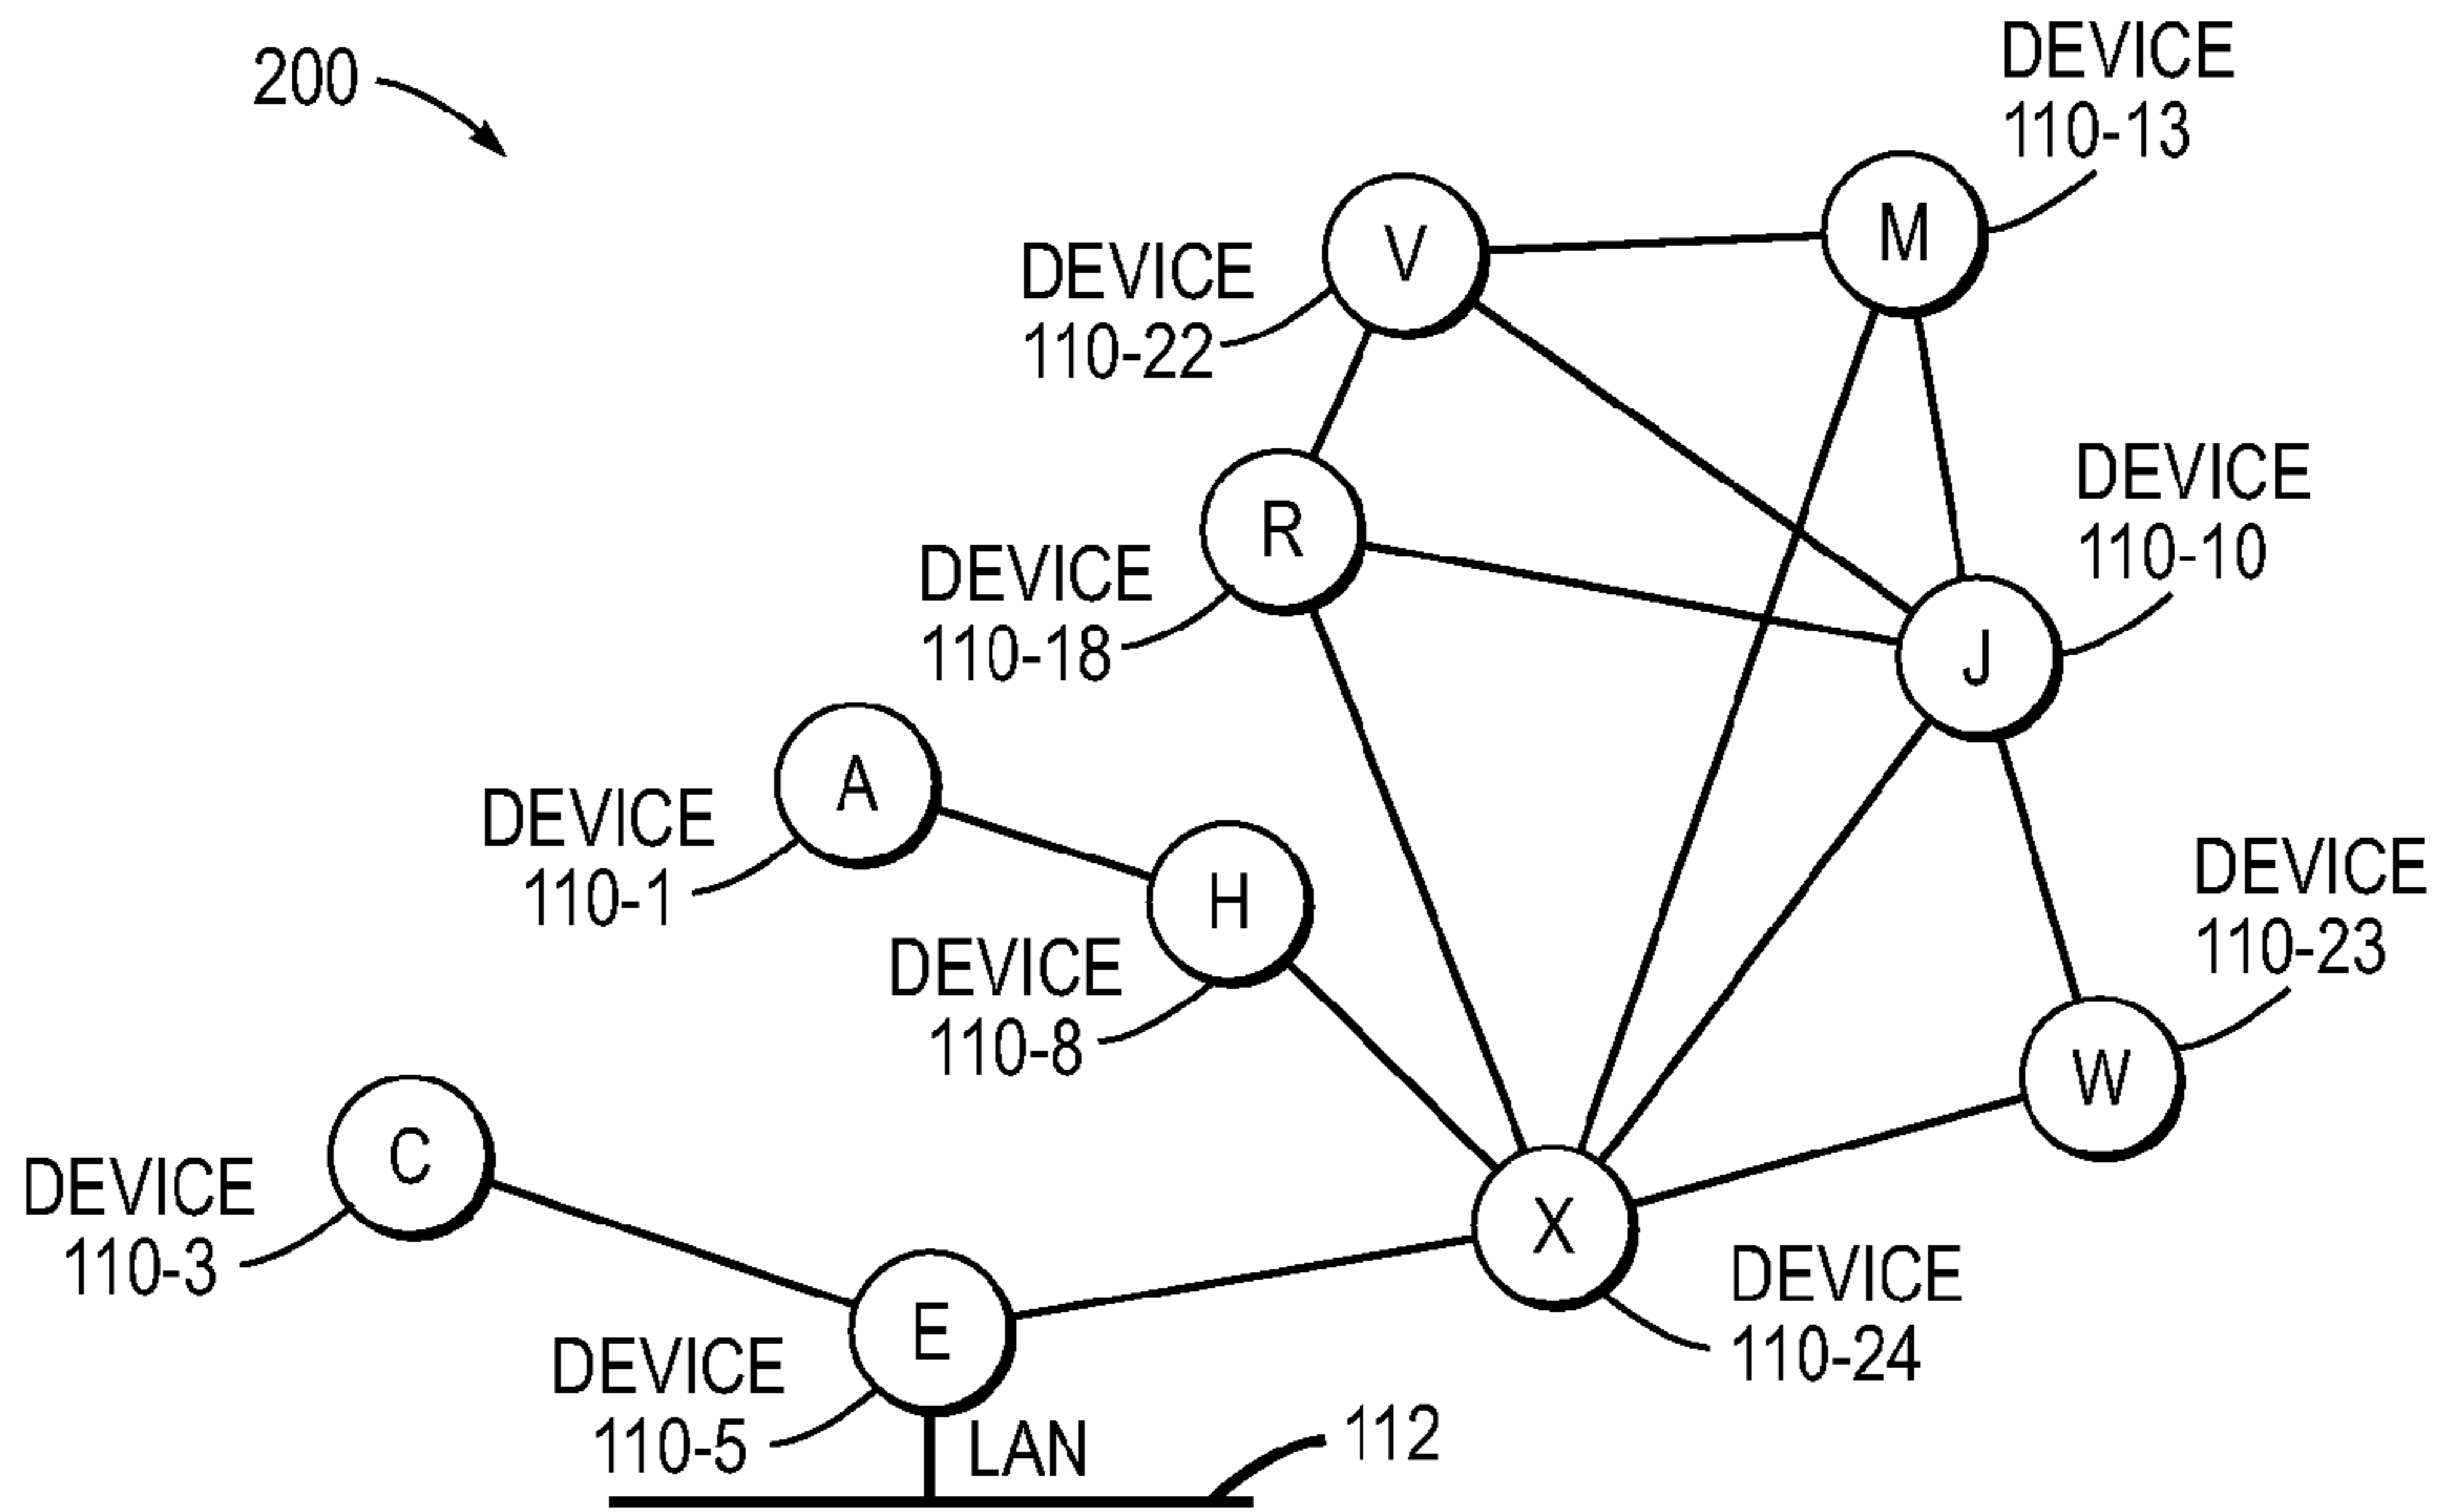 200
DEVICE
110-13
V
M
DEVICE
110-22
DEVICE
110-10
R
DEVICE
110-18
J
A
DEVICE
110-1
H
DEVICE
110-23
DEVICE
110-8
W
C
DEVICE
110-3
X
DEVICE
110-24
E
DEVICE
110-5
LAN
112